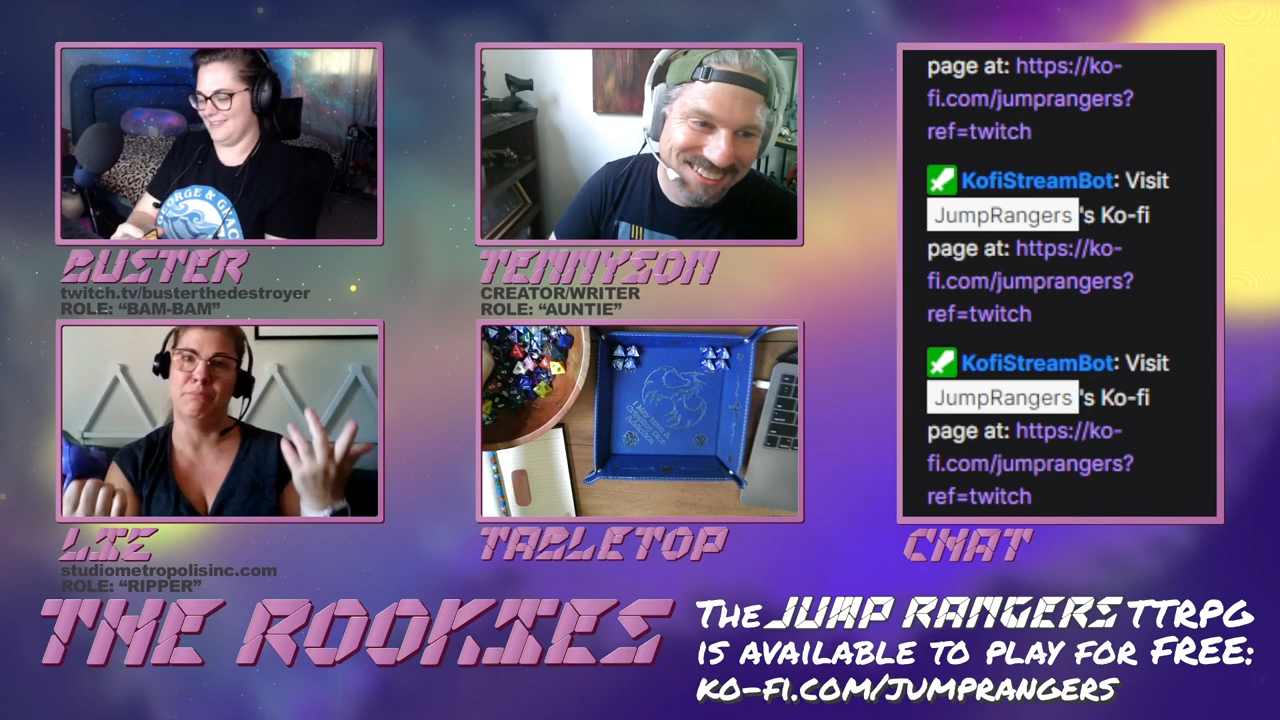 BUSTER
twitch.tv/busterthedestroyer
ROLE: “BAM-BAM”
TENNYSON
CREATOR/WRITER
ROLE: “AUNTIE”
page at: https://ko-
fi.com/jumprangers?
ref=twitch
KofiStreamBot: Visit
JumpRangers 's Ko-fi
page at: https://ko-
fi.com/jumprangers?
ref=twitch
KofiStreamBot: Visit
JumpRangers 's Ko-fi
page at: https://ko-
fi.com/jumprangers?
ref=twitch
LIZ
studiometropolisinc.com
ROLE: “RIPPER”
TABLETOP
CHAT
THE ROOKIES
THE JUMP RANGERS TTRPG
IS AVAILABLE TO PLAY FOR FREE:
KO-FI.COM/JUMPRANGERS